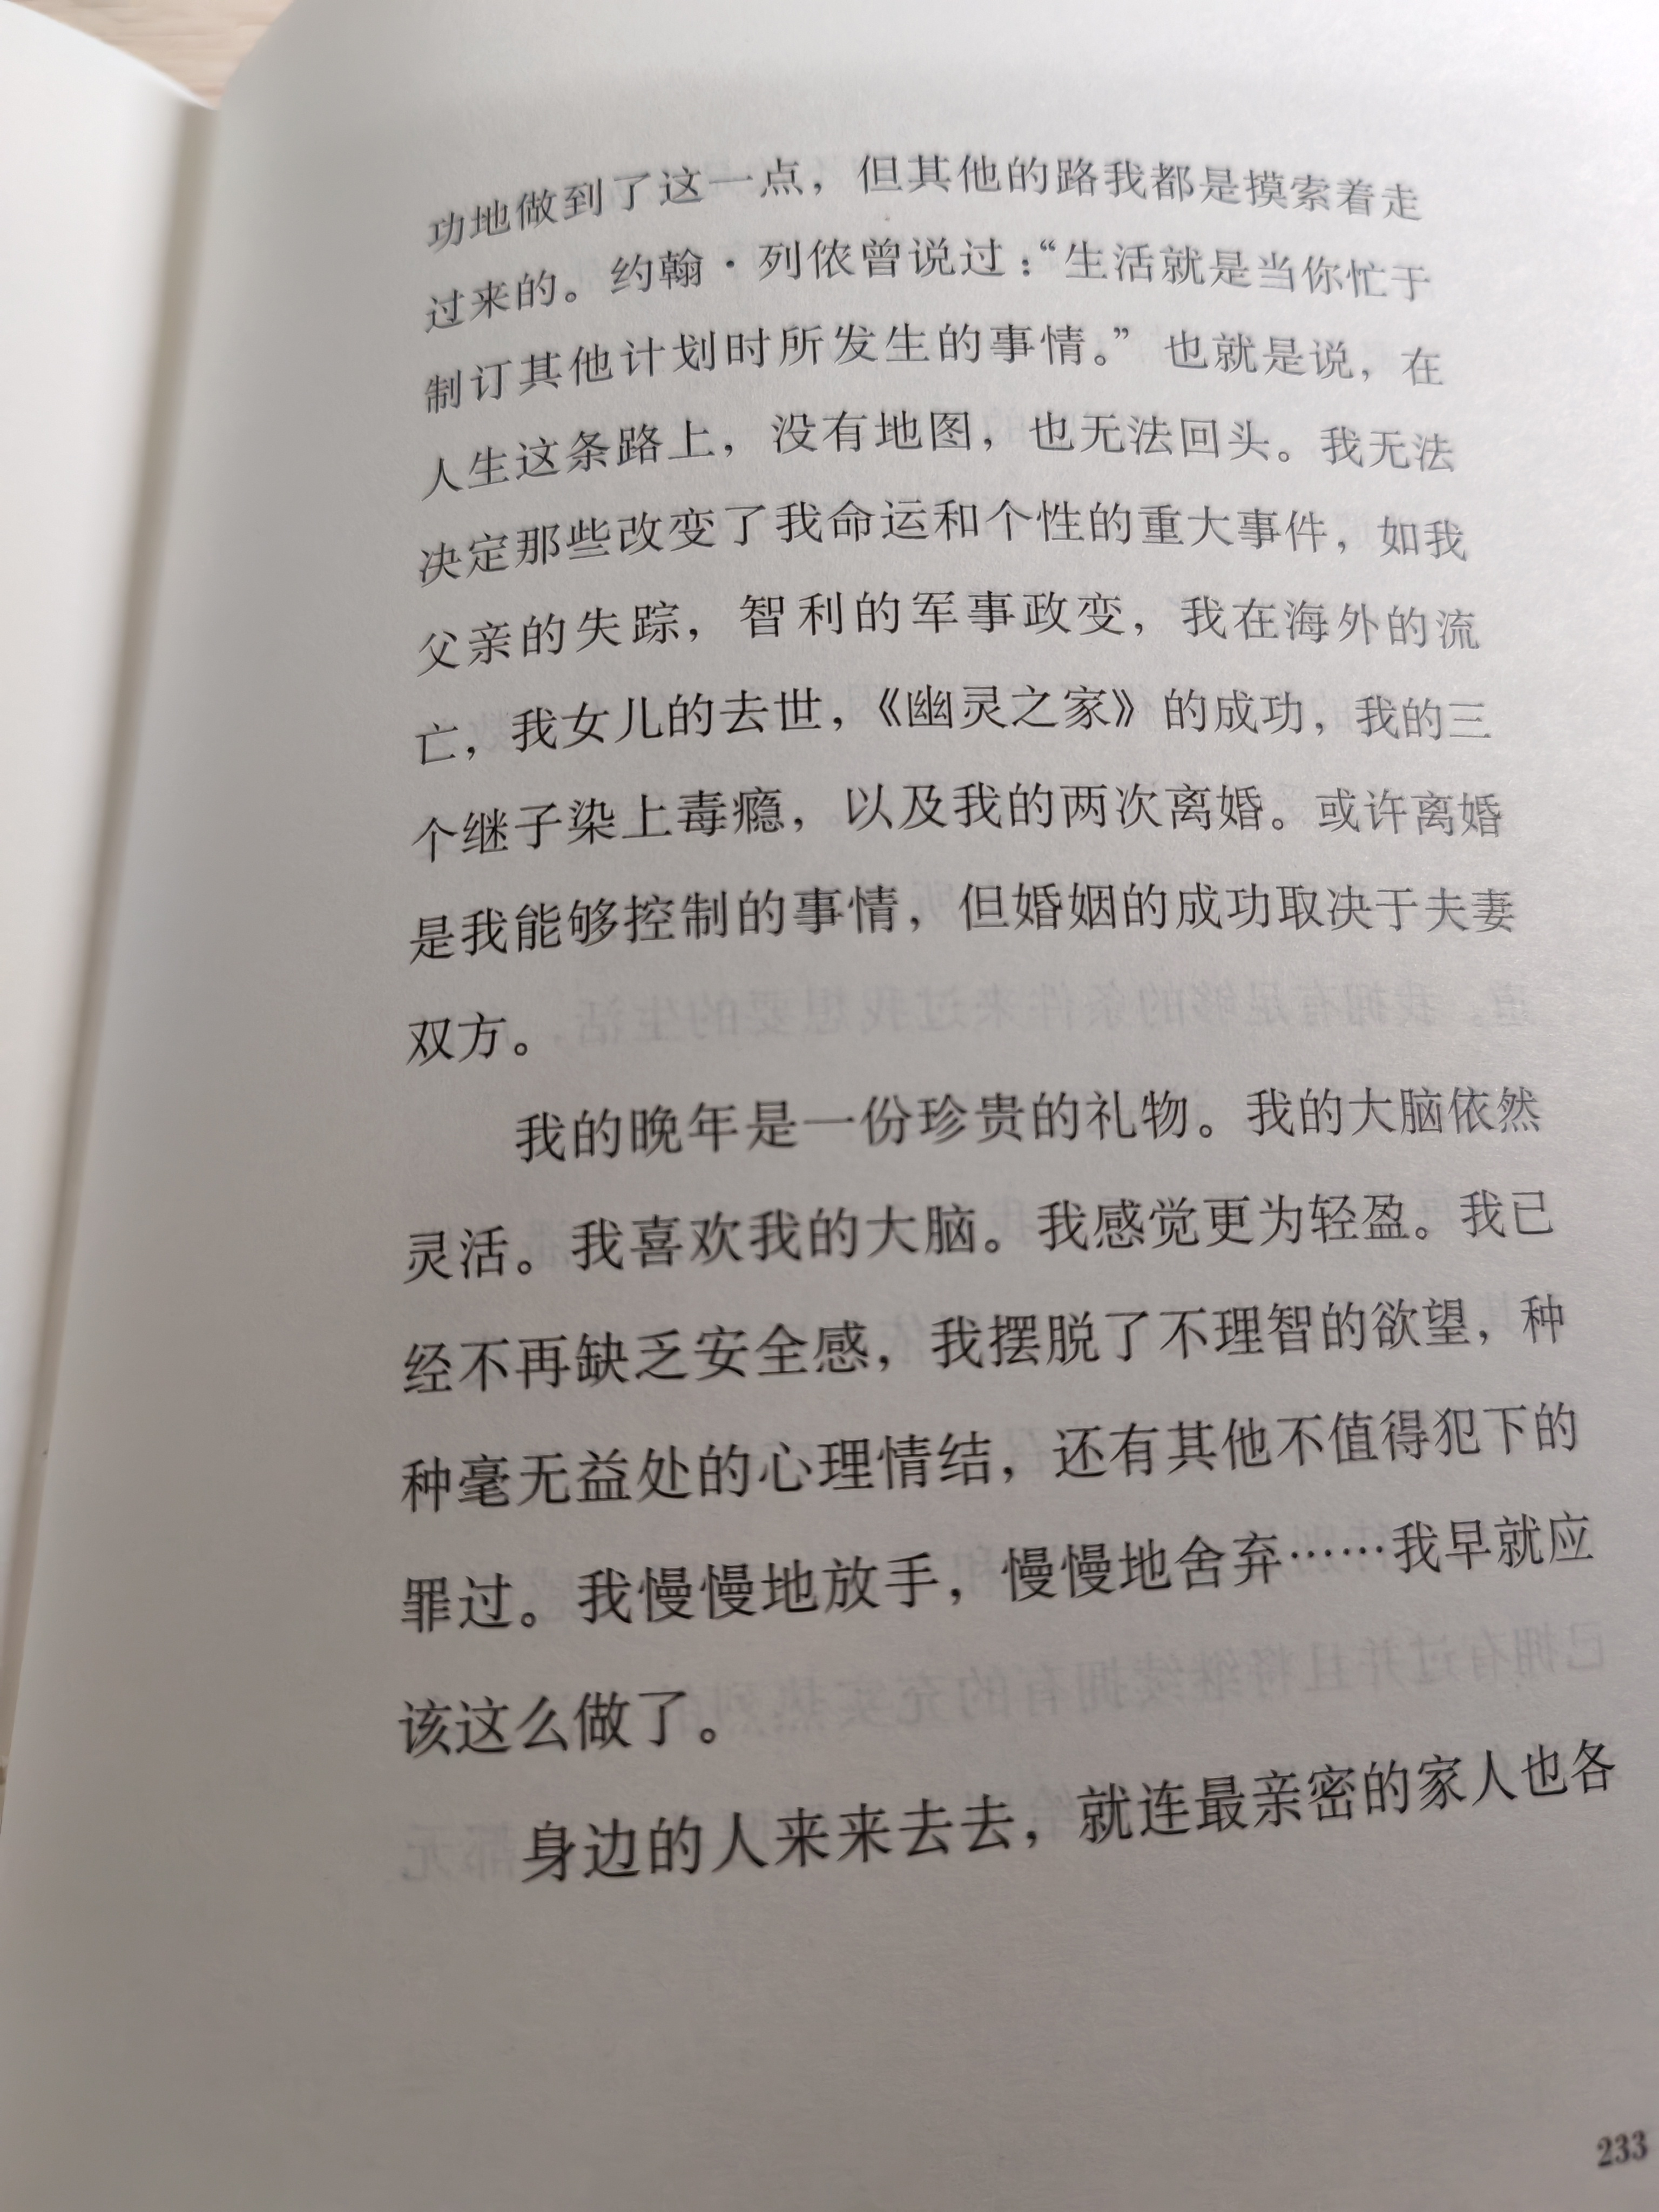 功地做到了这一点，但其他的路我都是摸索着走
过来的。约翰·列侬曾说过：“生活就是当你忙于
制订其他计划时所发生的事情。”也就是说，在
人生这条路上，没有地图，也无法回头。我无法
决定那些改变了我命运和个性的重大事件，如我
父亲的失踪，智利的军事政变，我在海外的流
亡，我女儿的去世，《幽灵之家》的成功，我的三
个继子染上毒瘾，以及我的两次离婚。或许离婚
是我能够控制的事情，但婚姻的成功取决于夫妻
双方。
我的晚年是一份珍贵的礼物。我的大脑依然
灵活。我喜欢我的大脑。我感觉更为轻盈。我已
经不再缺乏安全感，我摆脱了不理智的欲望，种
种毫无益处的心理情结，还有其他不值得犯下的
罪过。我慢慢地放手，慢慢地舍弃……我早就应
该这么做了。
身边的人来来去去，就连最亲密的家人也各
233